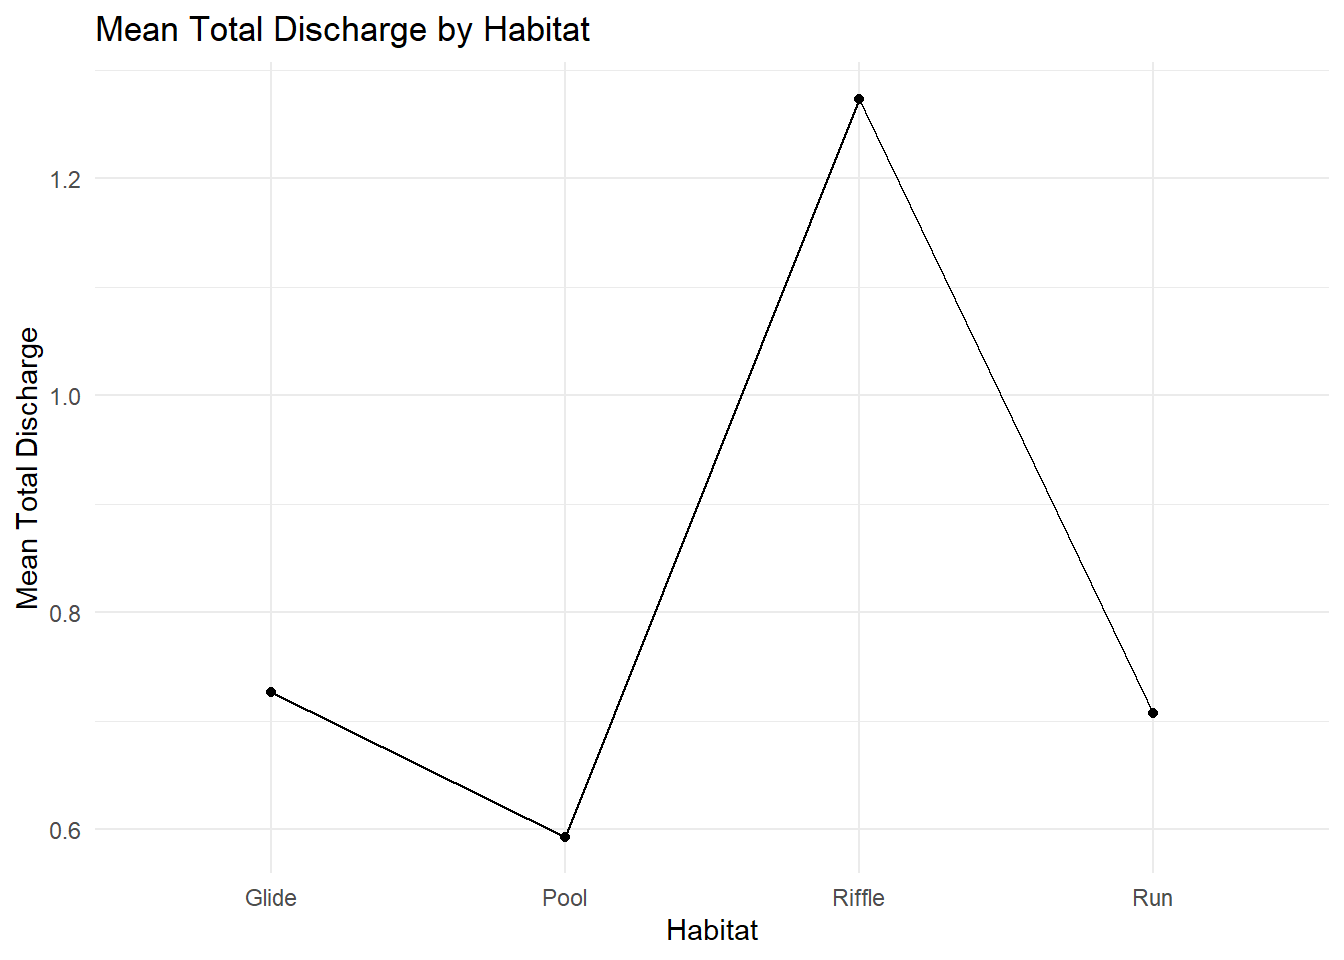 Mean Total Discharge by Habitat
Mean Total Discharge
1.2
1.0
0.8
0.6
Glide Pool Riffle Run
Habitat